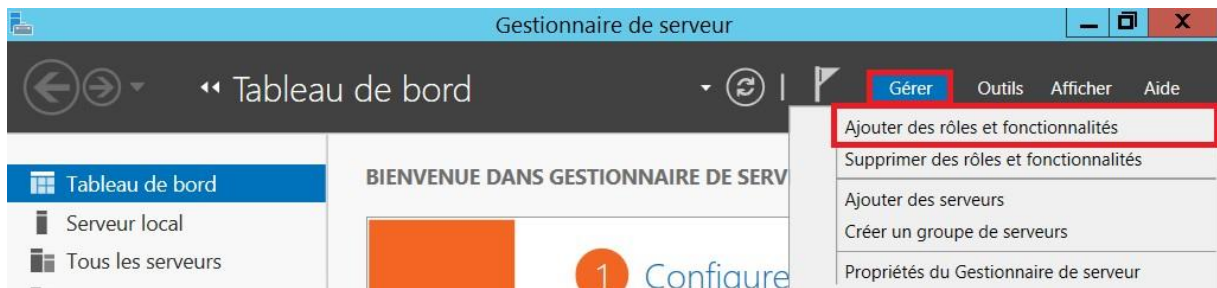 Gestionnaire de serveur
Tableau de bord
Gérer Outils Afficher Aide
Ajouter des rôles et fonctionnalités
Supprimer des rôles et fonctionnalités
Ajouter des serveurs
Créer un groupe de serveurs
Propriétés du Gestionnaire de serveur
Tableau de bord
Serveur local
Tous les serveurs
BIENVENUE DANS GESTIONNAIRE DE SERV
1 Configure